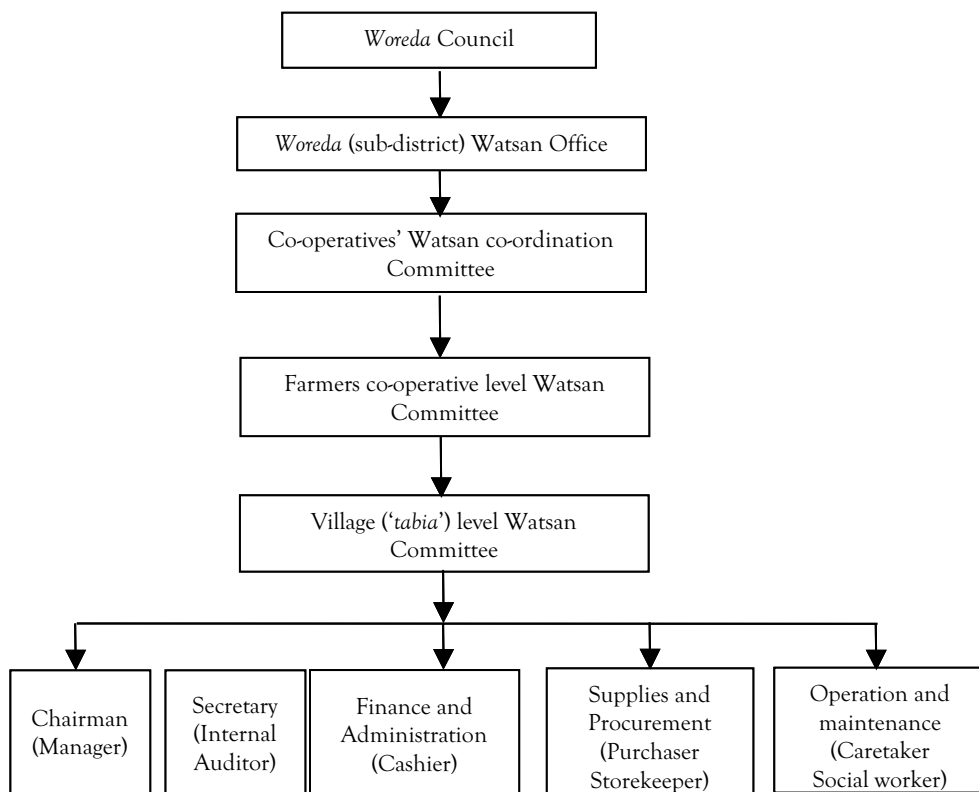 Woreda Council
Woreda (sub-district) Watsan Office
Co-operatives’ Watsan co-ordination
Committee
Farmers co-operative level Watsan
Committee
Village (‘tabia’) level Watsan
Committee
Chairman
(Manager)
Secretary
(Internal
Auditor)
Finance and
Administration
(Cashier)
Supplies and
Procurement
(Purchaser
Storekeeper)
Operation and
maintenance
(Caretaker
Social worker)